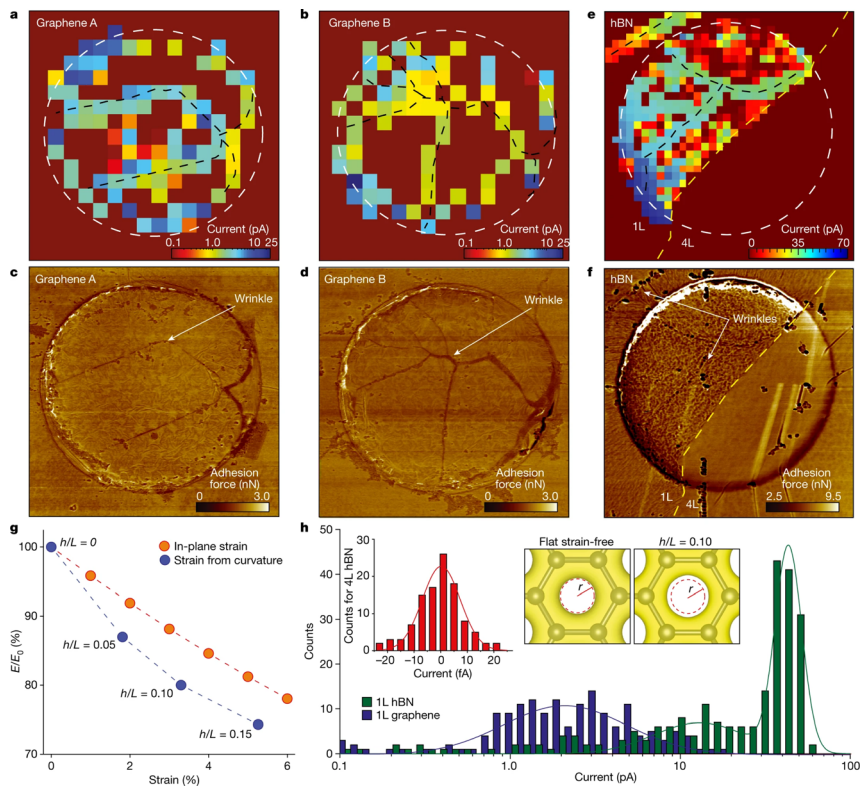 a
Graphene A
Current (pA)
0.1 1.0 10 25
b
Graphene B
Current (pA)
0.1 1.0 10 25
e
hBN
1L
4L
Current (pA)
0 35 70
c
Graphene A
Wrinkle
Adhesion
force (nN)
0 3.0
d
Graphene B
Wrinkle
Adhesion
force (nN)
0 3.0
f
hBN
Wrinkles
1L
4L
Adhesion
force (nN)
2.5 9.5
g
100
90
80
70
E/E0 (%)
h/L = 0
h/L = 0.05
h/L = 0.10
h/L = 0.15
In-plane strain
Strain from curvature
0 2 4 6
Strain (%)
h
50
40
30
20
10
0
Counts
30
20
10
0
Counts for 4L hBN
−20 −10 0 10 20
Current (fA)
Flat strain-free
r
h/L = 0.10
r
1L hBN
1L graphene
0.1 1.0 10 100
Current (pA)